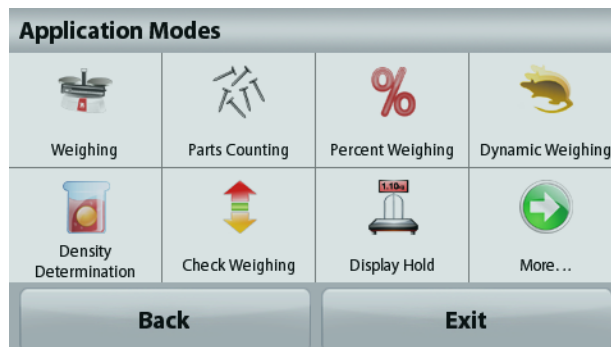 Application Modes
Weighing
Parts Counting
Percent Weighing
Dynamic Weighing
Density
Determination
Check Weighing
1.10kg
Display Hold
More...
Back
Exit